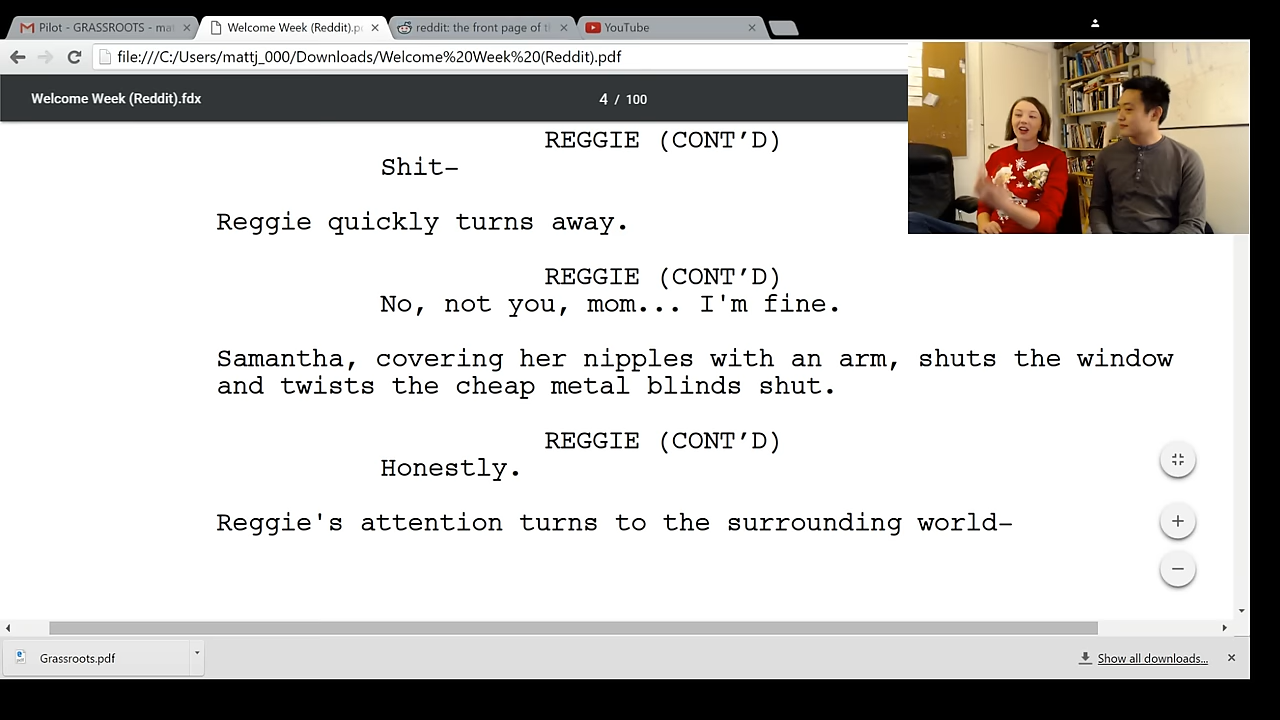 Pilot - GRASSROOTS - ma
Welcome Week (Reddit).p
reddit: the front page of t
YouTube
file:///C:/Users/mattj_000/Downloads/Welcome%20Week%20(Reddit).pdf
Welcome Week (Reddit).fdx
4 / 100
REGGIE (CONT'D)
Shit–
Reggie quickly turns away.
REGGIE (CONT'D)
No, not you, mom... I'm fine.
Samantha, covering her nipples with an arm, shuts the window
and twists the cheap metal blinds shut.
REGGIE (CONT'D)
Honestly.
Reggie's attention turns to the surrounding world–
Grassroots.pdf
Show all downloads...